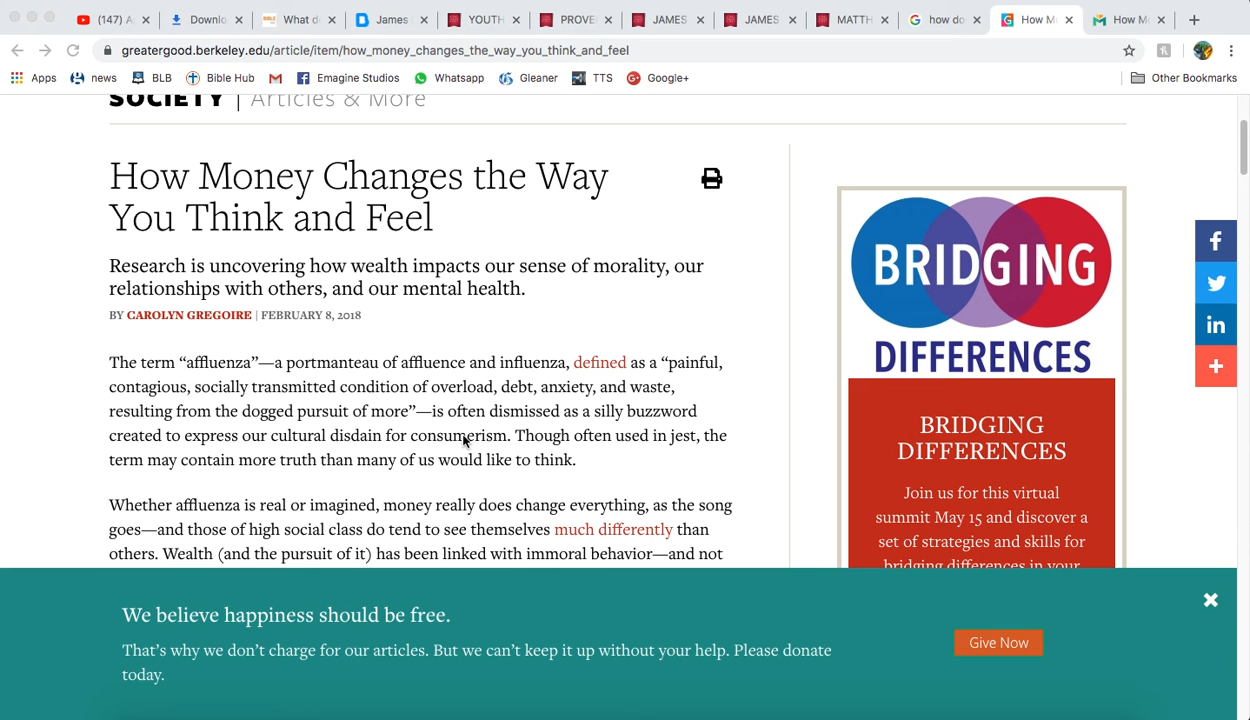 (147) A
Downlo
What d
James
YOUTH
PROVE
JAMES
JAMES
MATTH
how do
How M
How M
greatergood.berkeley.edu/article/item/how_money_changes_the_way_you_think_and_feel
Apps
news
BLB
Bible Hub
Emagine Studios
Whatsapp
Gleaner
TTS
Google+
Other Bookmarks
SOCIETY | Articles & More
How Money Changes the Way
You Think and Feel
Research is uncovering how wealth impacts our sense of morality, our
relationships with others, and our mental health.
BY CAROLYN GREGOIRE | FEBRUARY 8, 2018
The term “affluenza”—a portmanteau of affluence and influenza, defined as a “painful,
contagious, socially transmitted condition of overload, debt, anxiety, and waste,
resulting from the dogged pursuit of more”—is often dismissed as a silly buzzword
created to express our cultural disdain for consumerism. Though often used in jest, the
term may contain more truth than many of us would like to think.
Whether affluenza is real or imagined, money really does change everything, as the song
goes—and those of high social class do tend to see themselves much differently than
others. Wealth (and the pursuit of it) has been linked with immoral behavior—and not
BRIDGING
DIFFERENCES
BRIDGING
DIFFERENCES
Join us for this virtual
summit May 15 and discover a
set of strategies and skills for
bridging differences in your
We believe happiness should be free.
That’s why we don’t charge for our articles. But we can’t keep it up without your help. Please donate
today.
Give Now